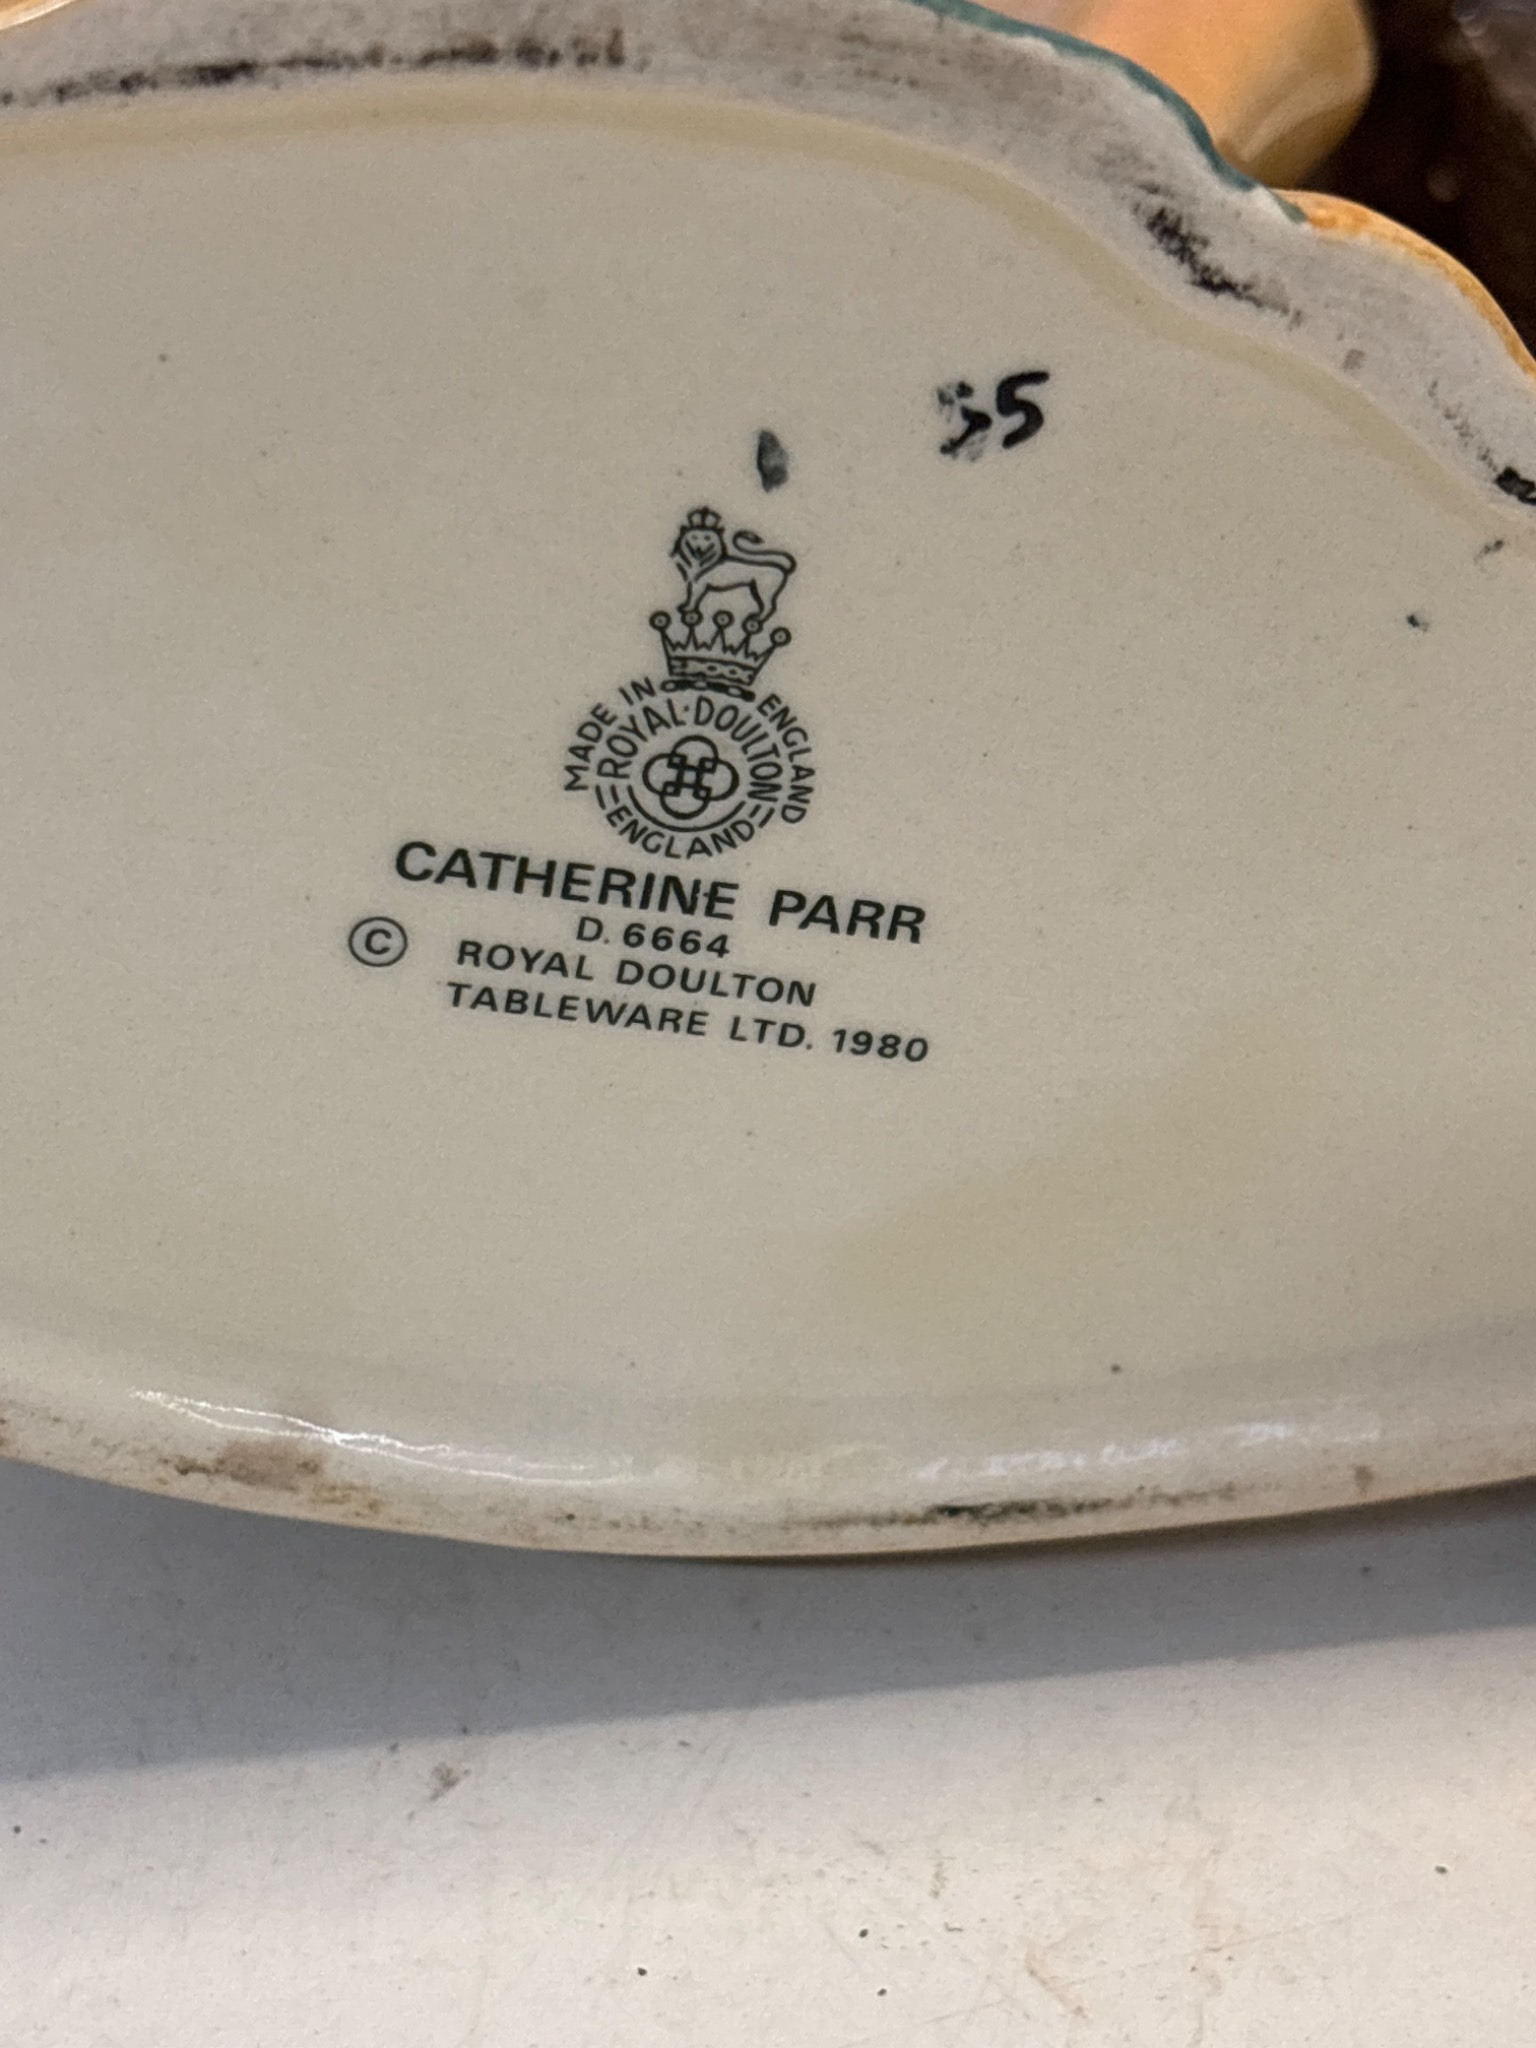 MADE IN ENGLAND
ROYAL·DOULTON
ENGLAND
CATHERINE PARR
D. 6664
© ROYAL DOULTON
TABLEWARE LTD. 1980